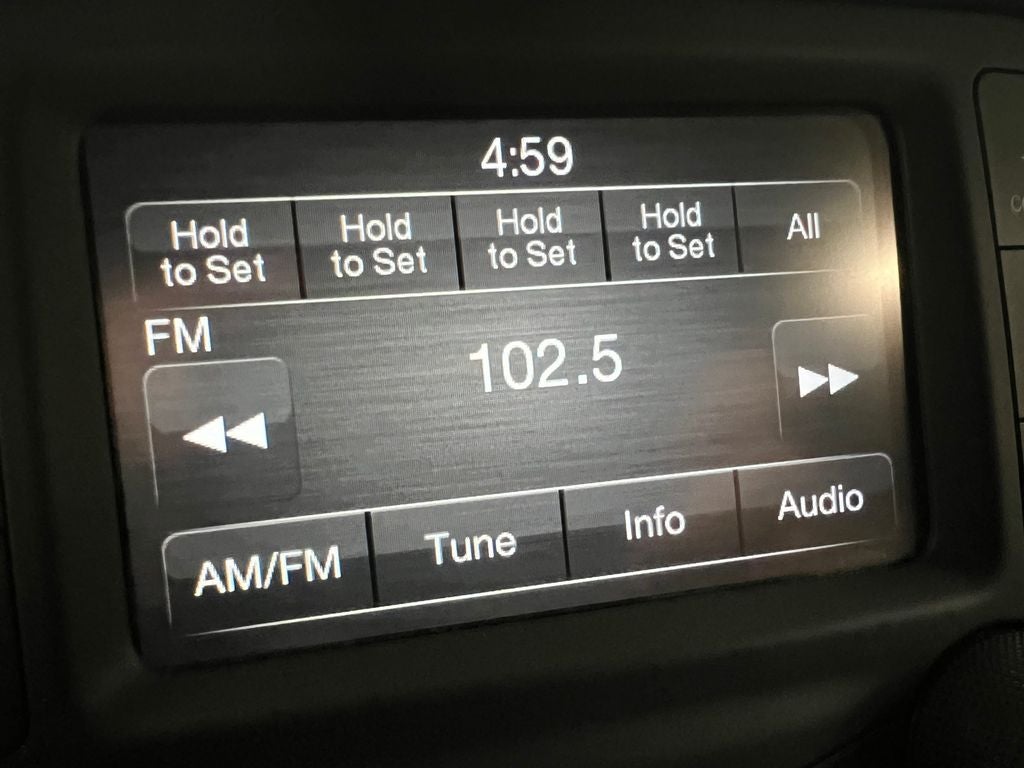 4:59
Hold
to Set
Hold
to Set
Hold
to Set
Hold
to Set
All
FM
102.5
AM/FM
Tune
Info
Audio